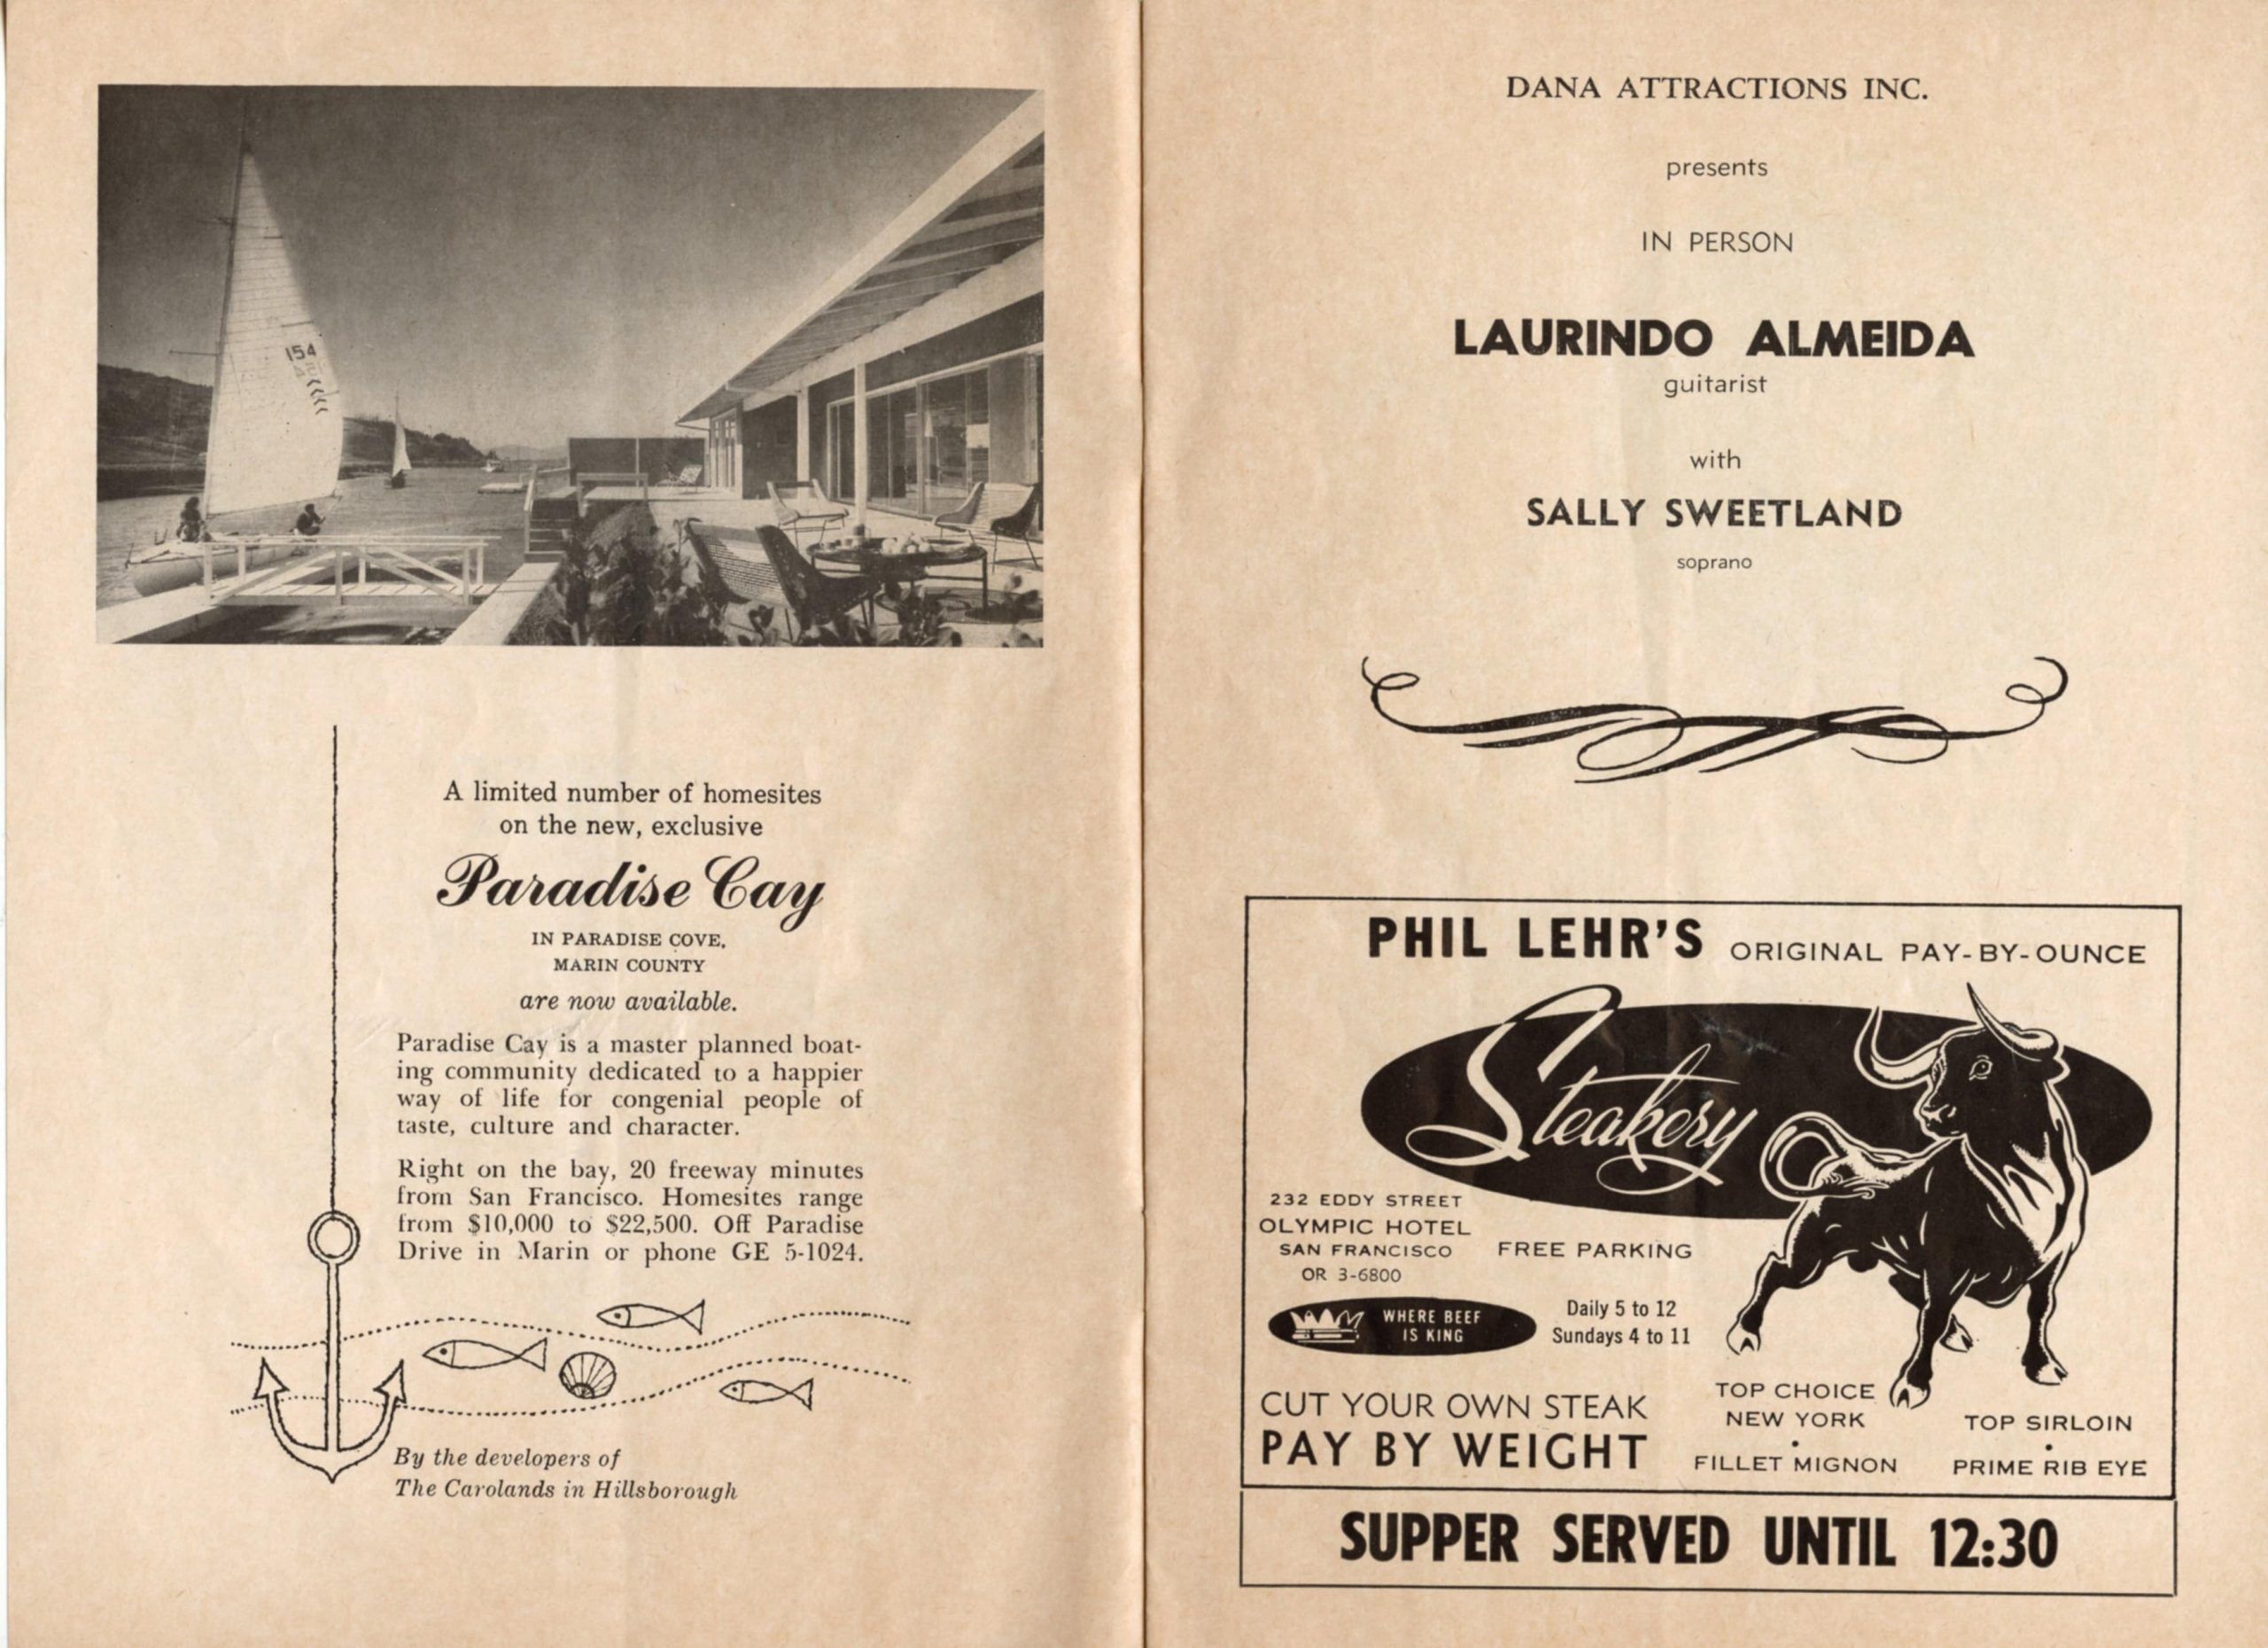 154
A limited number of homesites
on the new, exclusive
Paradise Cay
IN PARADISE COVE,
MARIN COUNTY
are now available.
Paradise Cay is a master planned boat-
ing community dedicated to a happier
way of life for congenial people of
taste, culture and character.
Right on the bay, 20 freeway minutes
from San Francisco. Homesites range
from $10,000 to $22,500. Off Paradise
Drive in Marin or phone GE 5-1024.
By the developers of
The Carolands in Hillsborough
DANA ATTRACTIONS INC.
presents
IN PERSON
LAURINDO ALMEIDA
guitarist
with
SALLY SWEETLAND
soprano
PHIL LEHR'S ORIGINAL PAY-BY-OUNCE
Steakery
232 EDDY STREET
OLYMPIC HOTEL
SAN FRANCISCO
OR 3-6800
FREE PARKING
WHERE BEEF
IS KING
Daily 5 to 12
Sundays 4 to 11
CUT YOUR OWN STEAK
PAY BY WEIGHT
TOP CHOICE
NEW YORK
•
FILLET MIGNON
TOP SIRLOIN
•
PRIME RIB EYE
SUPPER SERVED UNTIL 12:30